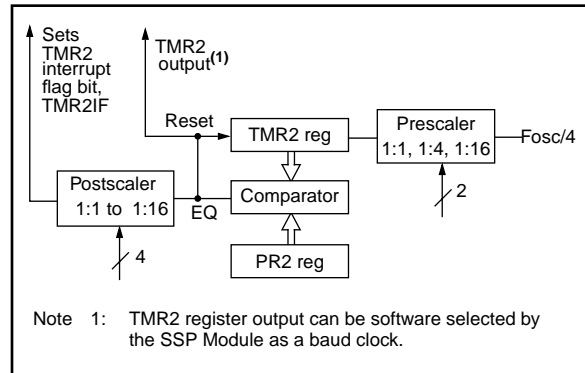 Sets
TMR2
interrupt
flag bit,
TMR2IF
TMR2
output(1)
Reset
TMR2 reg
Prescaler
1:1, 1:4, 1:16
Fosc/4
2
Postscaler
1:1 to 1:16
EQ
Comparator
4
PR2 reg
Note 1: TMR2 register output can be software selected by
the SSP Module as a baud clock.